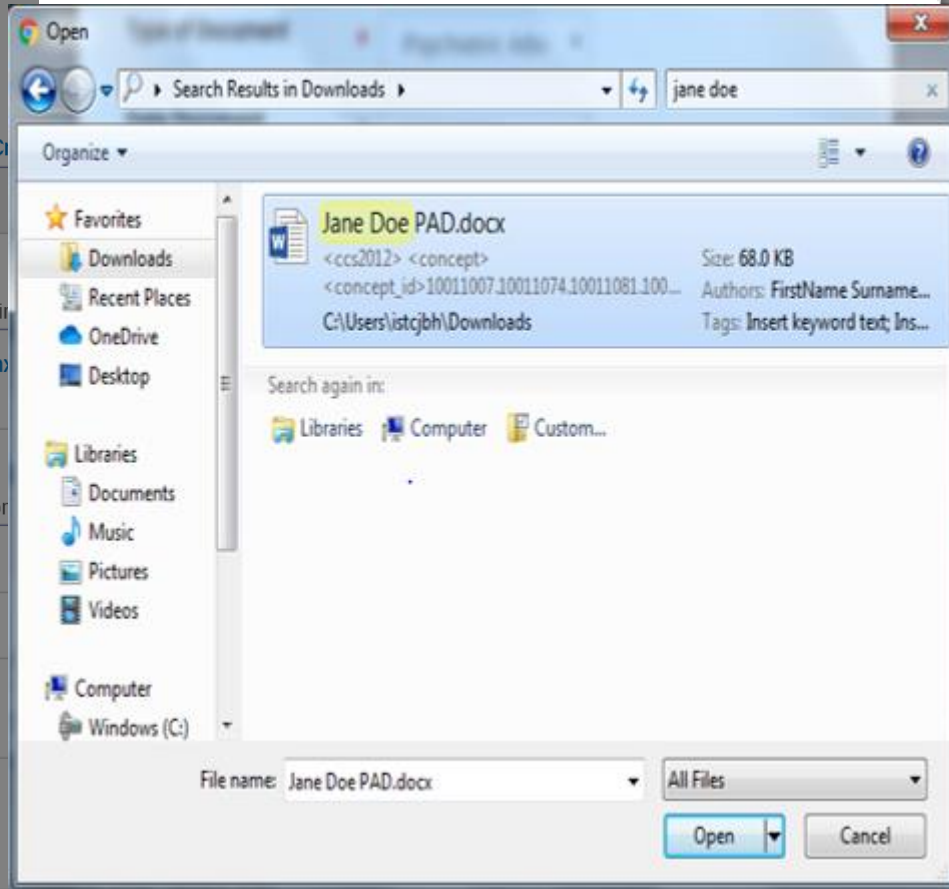 Open
Type of Document
Search Results in Downloads
jane doe
Organize
Favorites
Downloads
Recent Places
OneDrive
Desktop
Libraries
Documents
Music
Pictures
Videos
Computer
Windows (C:)
Jane Doe PAD.docx
<ccs2012> <concept>
<concept_id>10011007.10011074.10011081.100...
C:\Users\istcjbh\Downloads
Size: 68.0 KB
Authors: FirstName Surname...
Tags: Insert keyword text; Ins...
Search again in:
Libraries Computer Custom...
File name: Jane Doe PAD.docx
All Files
Open Cancel